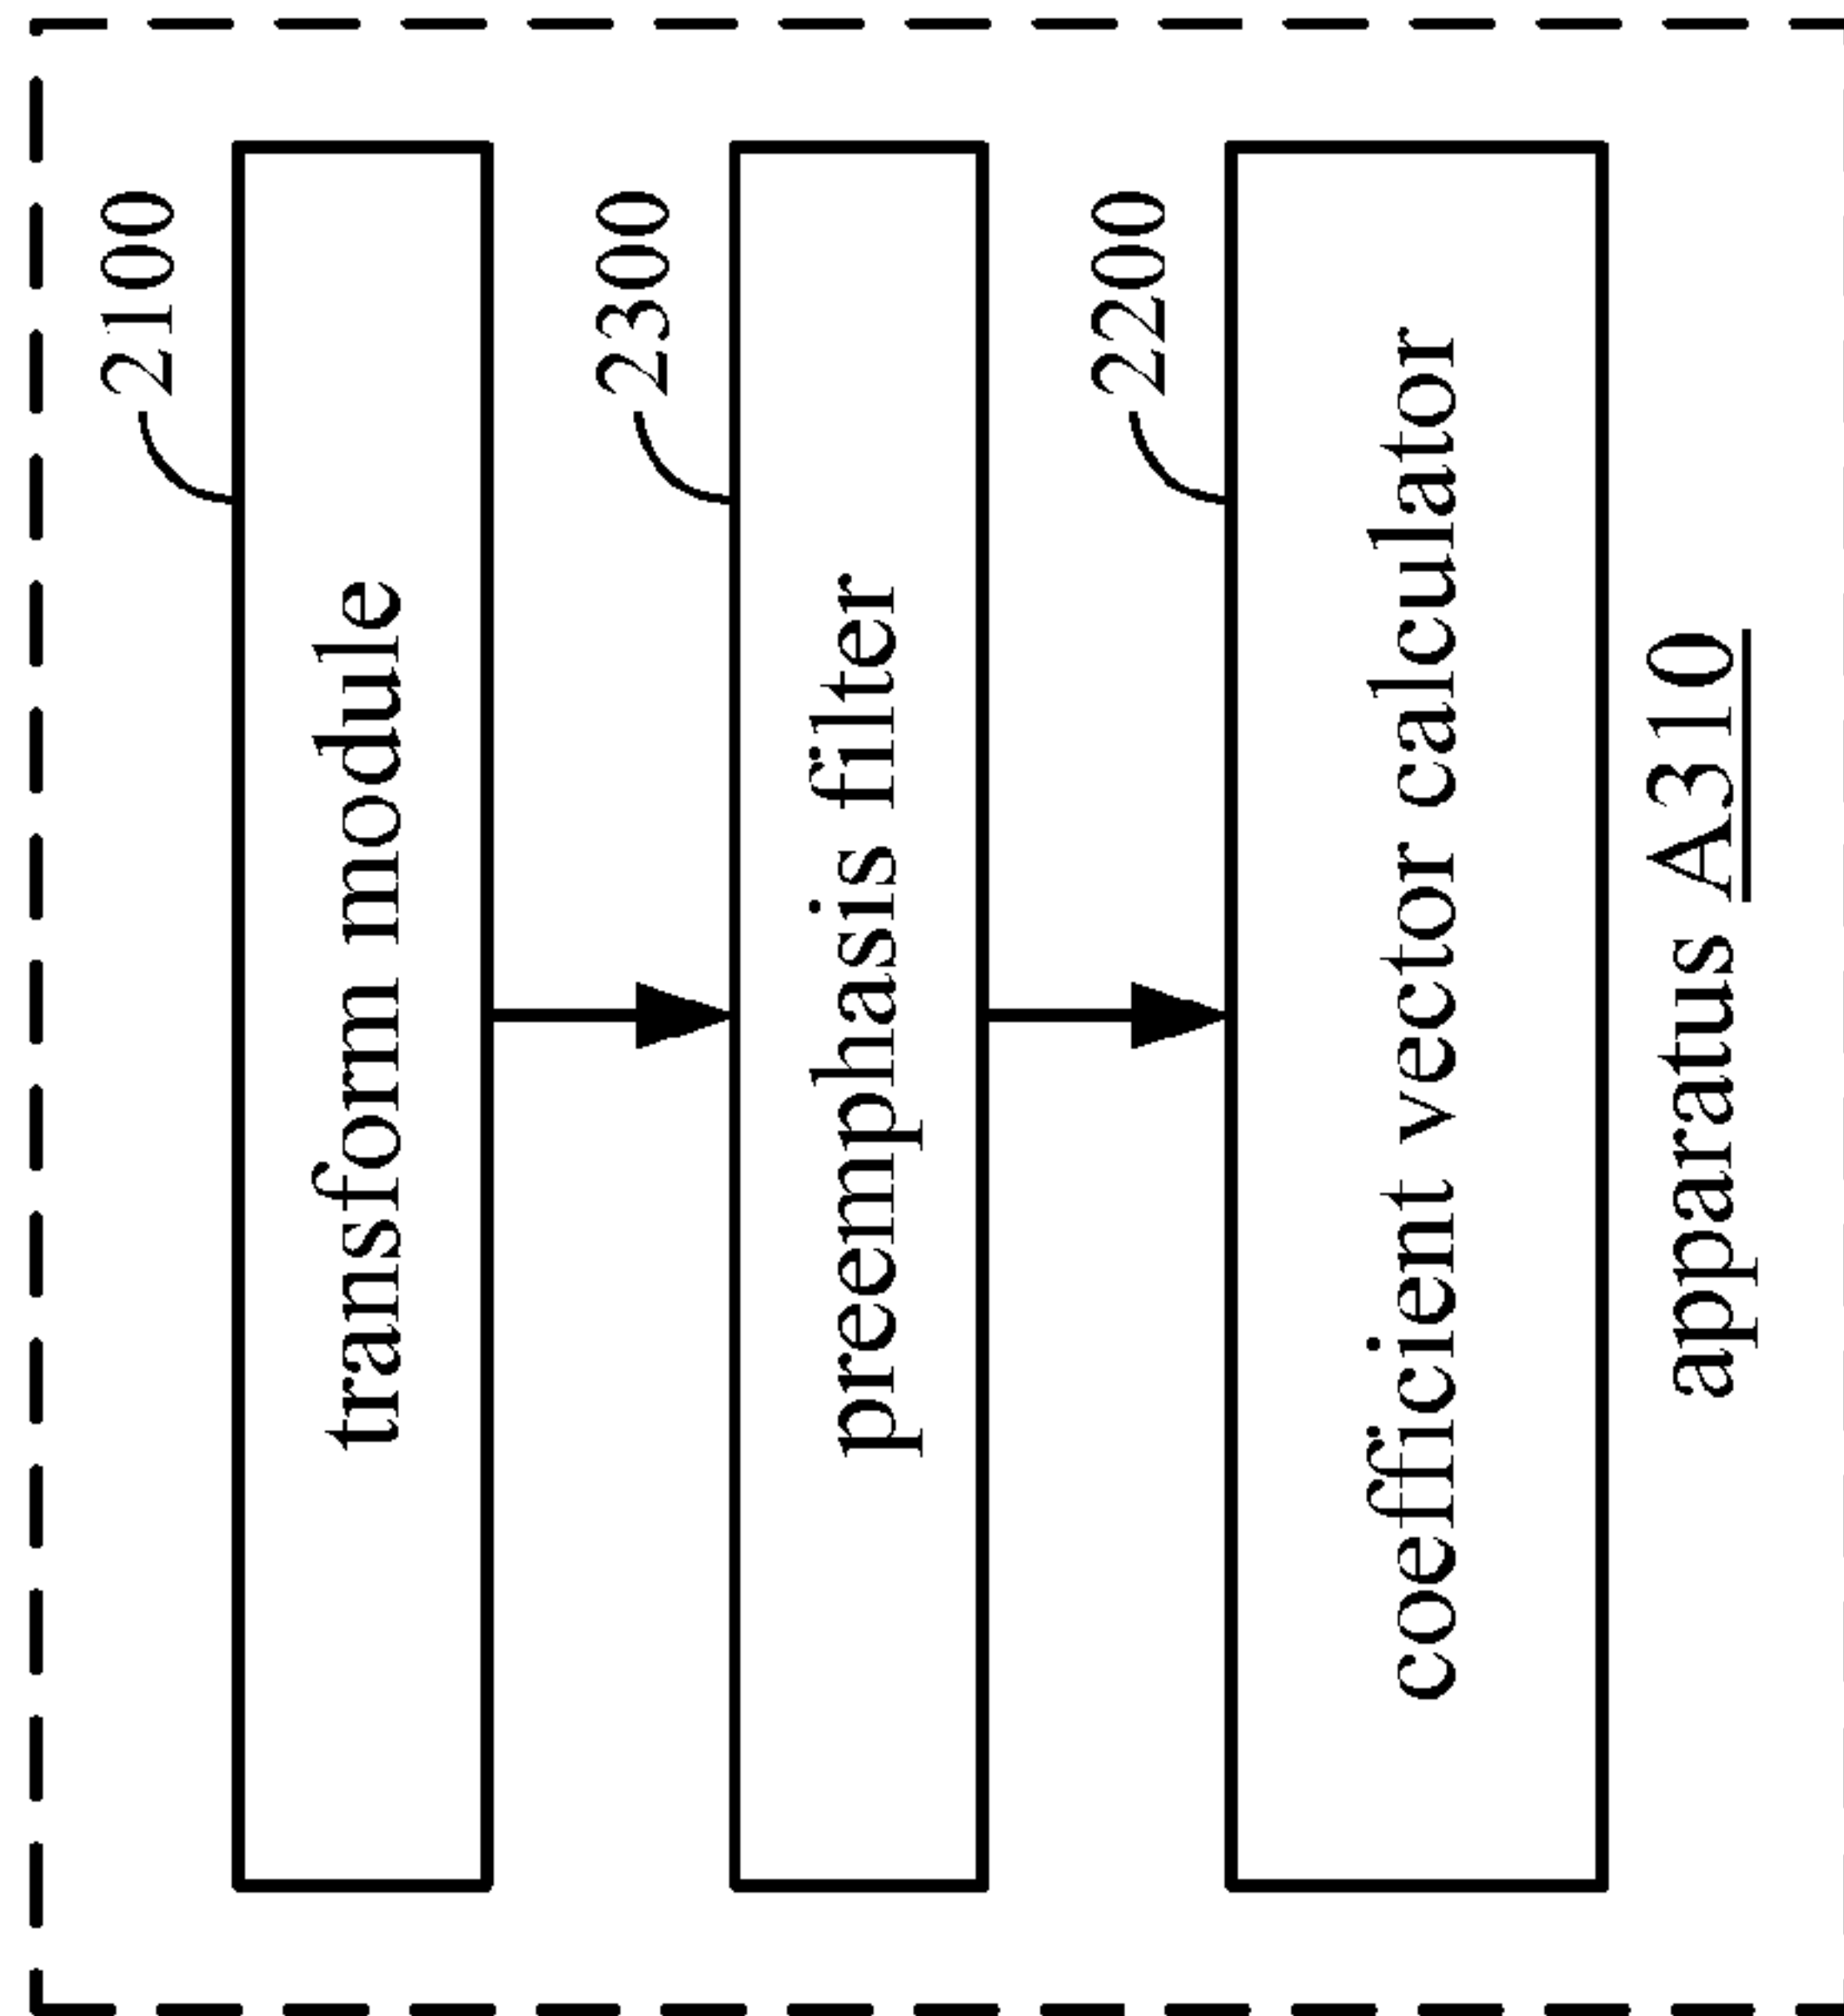 2100
transform module
2300
preemphasis filter
2200
coefficient vector calculator
apparatus A310